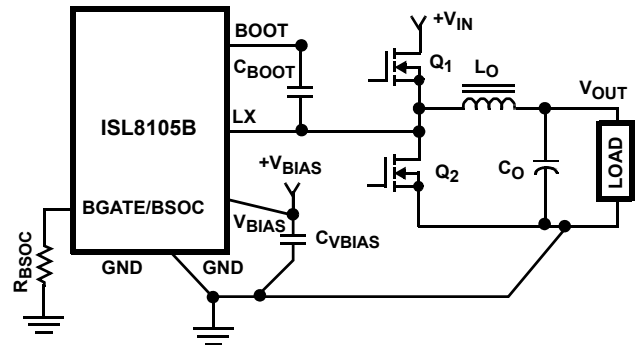 +VIN
BOOT
Q1
LO
CBOOT
VOUT
ISL8105B
LX
LOAD
+VBIAS
Q2
CO
BGATE/BSOC
VBIAS
CVBIAS
RBSOC
GND
GND